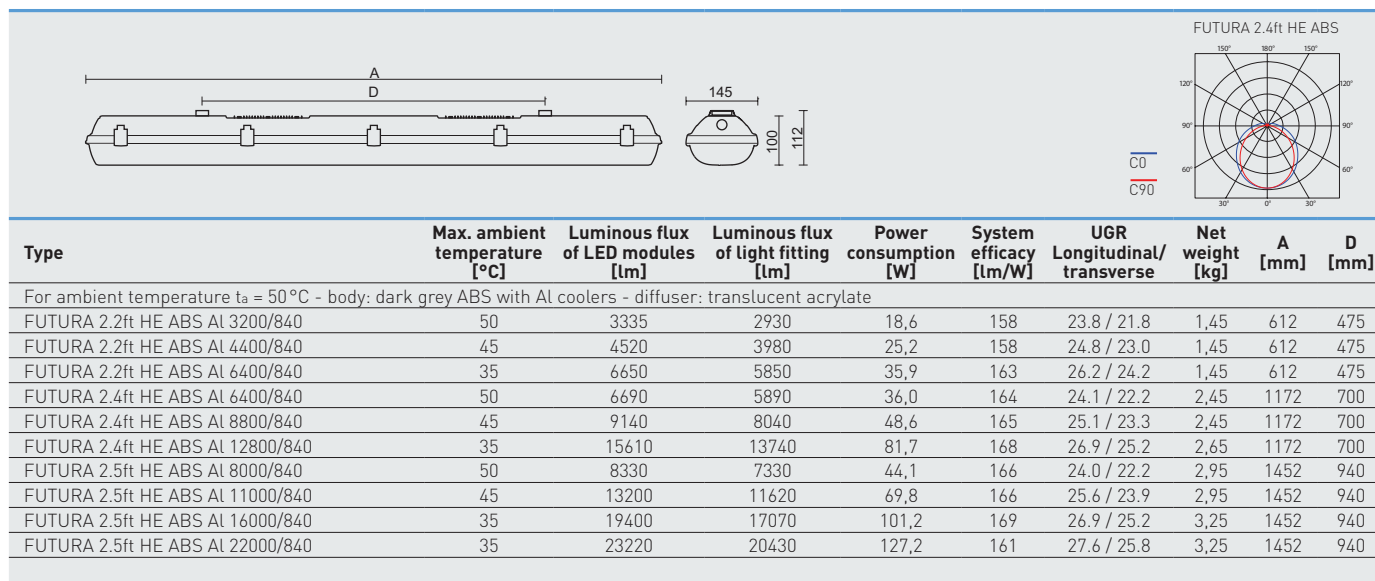 FUTURA 2.4ft HE ABS
150° 180° 150°
A
D
145
120° 120°
100
112
90° 90°
C0
60° 60°
C90
30° 0° 30°
Type Max. ambient temperature [°C] Luminous flux of LED modules [lm] Luminous flux of light fitting [lm] Power consumption [W] System efficacy [lm/W] UGR Longitudinal/ transverse Net weight [kg] A [mm] D [mm]
For ambient temperature ta = 50°C - body: dark grey ABS with Al coolers - diffuser: translucent acrylate
FUTURA 2.2ft HE ABS Al 3200/840 50 3335 2930 18,6 158 23.8 / 21.8 1,45 612 475
FUTURA 2.2ft HE ABS Al 4400/840 45 4520 3980 25,2 158 24.8 / 23.0 1,45 612 475
FUTURA 2.2ft HE ABS Al 6400/840 35 6650 5850 35,9 163 26.2 / 24.2 1,45 612 475
FUTURA 2.4ft HE ABS Al 6400/840 50 6690 5890 36,0 164 24.1 / 22.2 2,45 1172 700
FUTURA 2.4ft HE ABS Al 8800/840 45 9140 8040 48,6 165 25.1 / 23.3 2,45 1172 700
FUTURA 2.4ft HE ABS Al 12800/840 35 15610 13740 81,7 168 26.9 / 25.2 2,65 1172 700
FUTURA 2.5ft HE ABS Al 8000/840 50 8330 7330 44,1 166 24.0 / 22.2 2,95 1452 940
FUTURA 2.5ft HE ABS Al 11000/840 45 13200 11620 69,8 166 25.6 / 23.9 2,95 1452 940
FUTURA 2.5ft HE ABS Al 16000/840 35 19400 17070 101,2 169 26.9 / 25.2 3,25 1452 940
FUTURA 2.5ft HE ABS Al 22000/840 35 23220 20430 127,2 161 27.6 / 25.8 3,25 1452 940